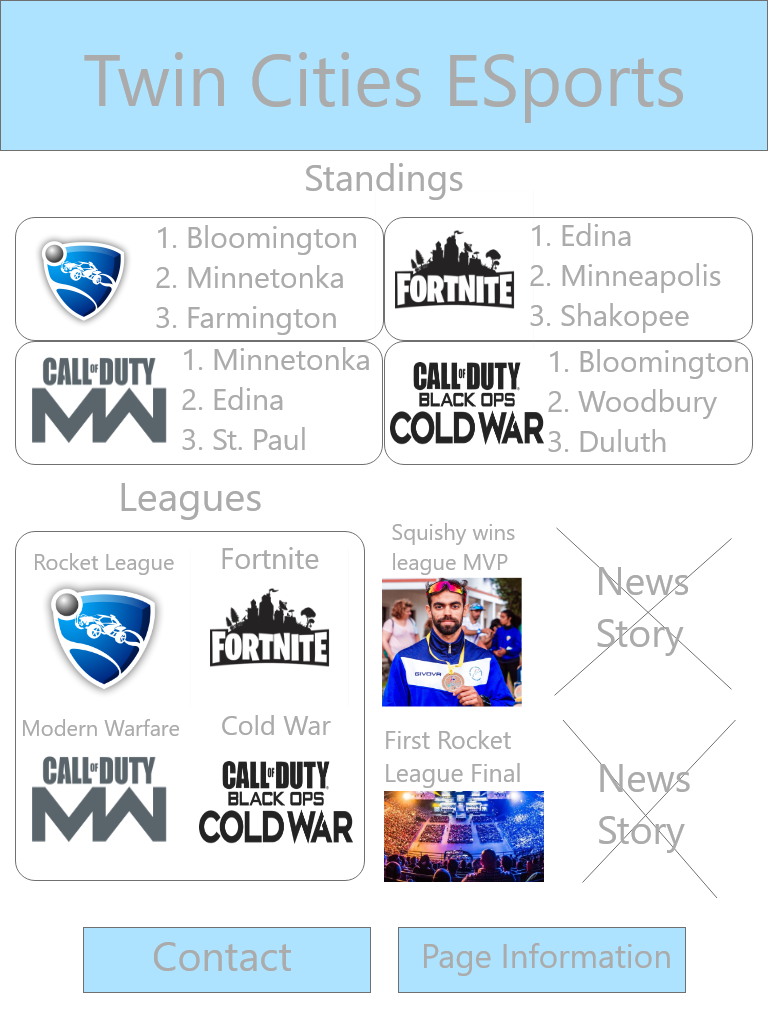 Twin Cities ESports
Standings
1. Bloomington
2. Minnetonka
3. Farmington
FORTNITE
1. Edina
2. Minneapolis
3. Shakopee
CALL OF DUTY
MW
1. Minnetonka
2. Edina
3. St. Paul
CALL OF DUTY
BLACK OPS
COLD WAR
1. Bloomington
2. Woodbury
3. Duluth
Leagues
Rocket League
Fortnite
FORTNITE
Modern Warfare
CALL OF DUTY
MW
Cold War
CALL OF DUTY
BLACK OPS
COLD WAR
Squishy wins
league MVP
GIVOVA
News
Story
First Rocket
League Final
News
Story
Contact
Page Information